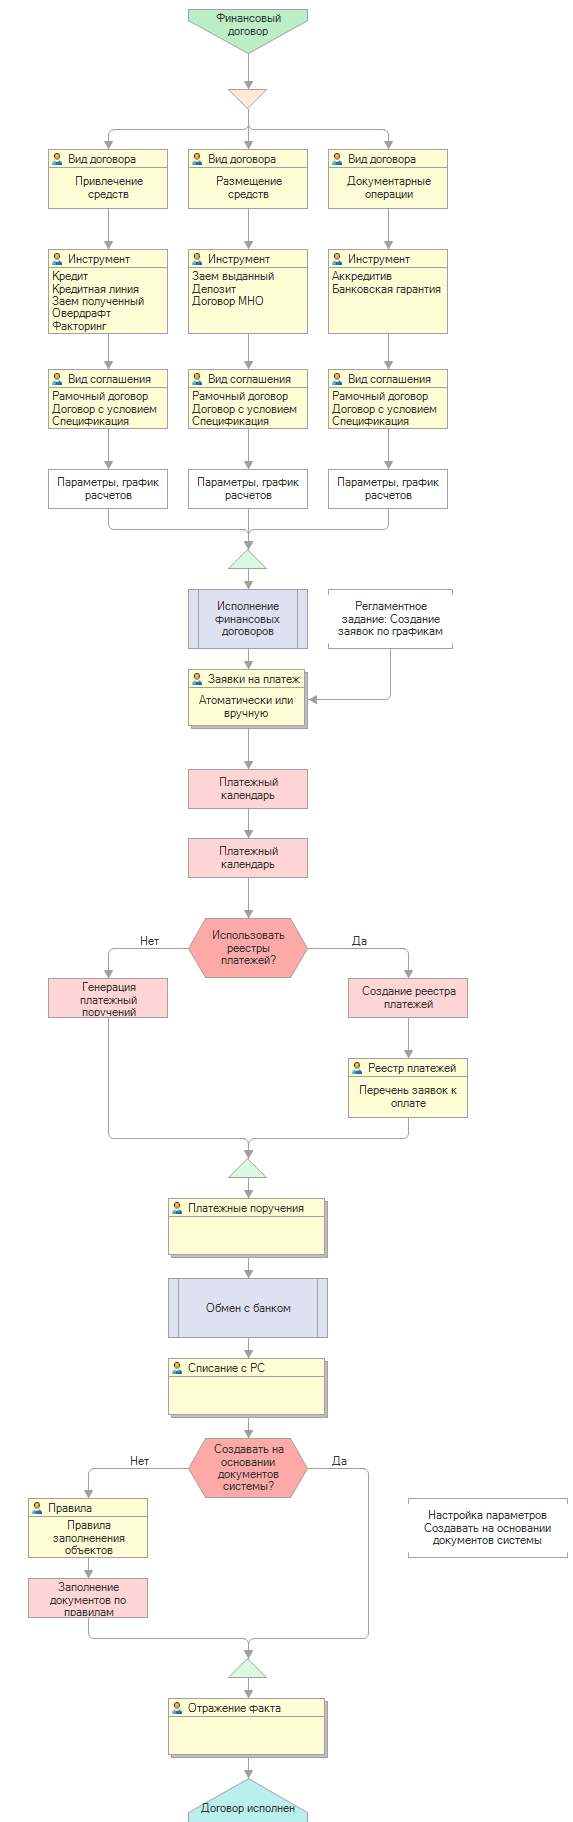 Финансовый
договор
Вид договора
Привлечение
средств
Вид договора
Размещение
средств
Вид договора
Документарные
операции
Инструмент
Кредит
Кредитная линия
Заем полученный
Овердрафт
Факторинг
Инструмент
Заем выданный
Депозит
Договор МНО
Инструмент
Аккредитив
Банковская гарантия
Вид соглашения
Рамочный договор
Договор с условием
Спецификация
Вид соглашения
Рамочный договор
Договор с условием
Спецификация
Вид соглашения
Рамочный договор
Договор с условием
Спецификация
Параметры, график
расчетов
Параметры, график
расчетов
Параметры, график
расчетов
Исполнение
финансовых
договоров
Регламентное
задание: Создание
заявок по графикам
Заявки на платеж
Атоматически или
вручную
Платежный
календарь
Платежный
календарь
Использовать
реестры
платежей?
Нет
Да
Генерация
платежный
поручений
Создание реестра
платежей
Реестр платежей
Перечень заявок к
оплате
Платежные поручения
Обмен с банком
Списание с РС
Создавать на
основании
документов
системы?
Нет
Да
Правила
Правила
заполненения
объектов
Настройка параметров
Создавать на основании
документов системы
Заполнение
документов по
правилам
Отражение факта
Договор исполнен